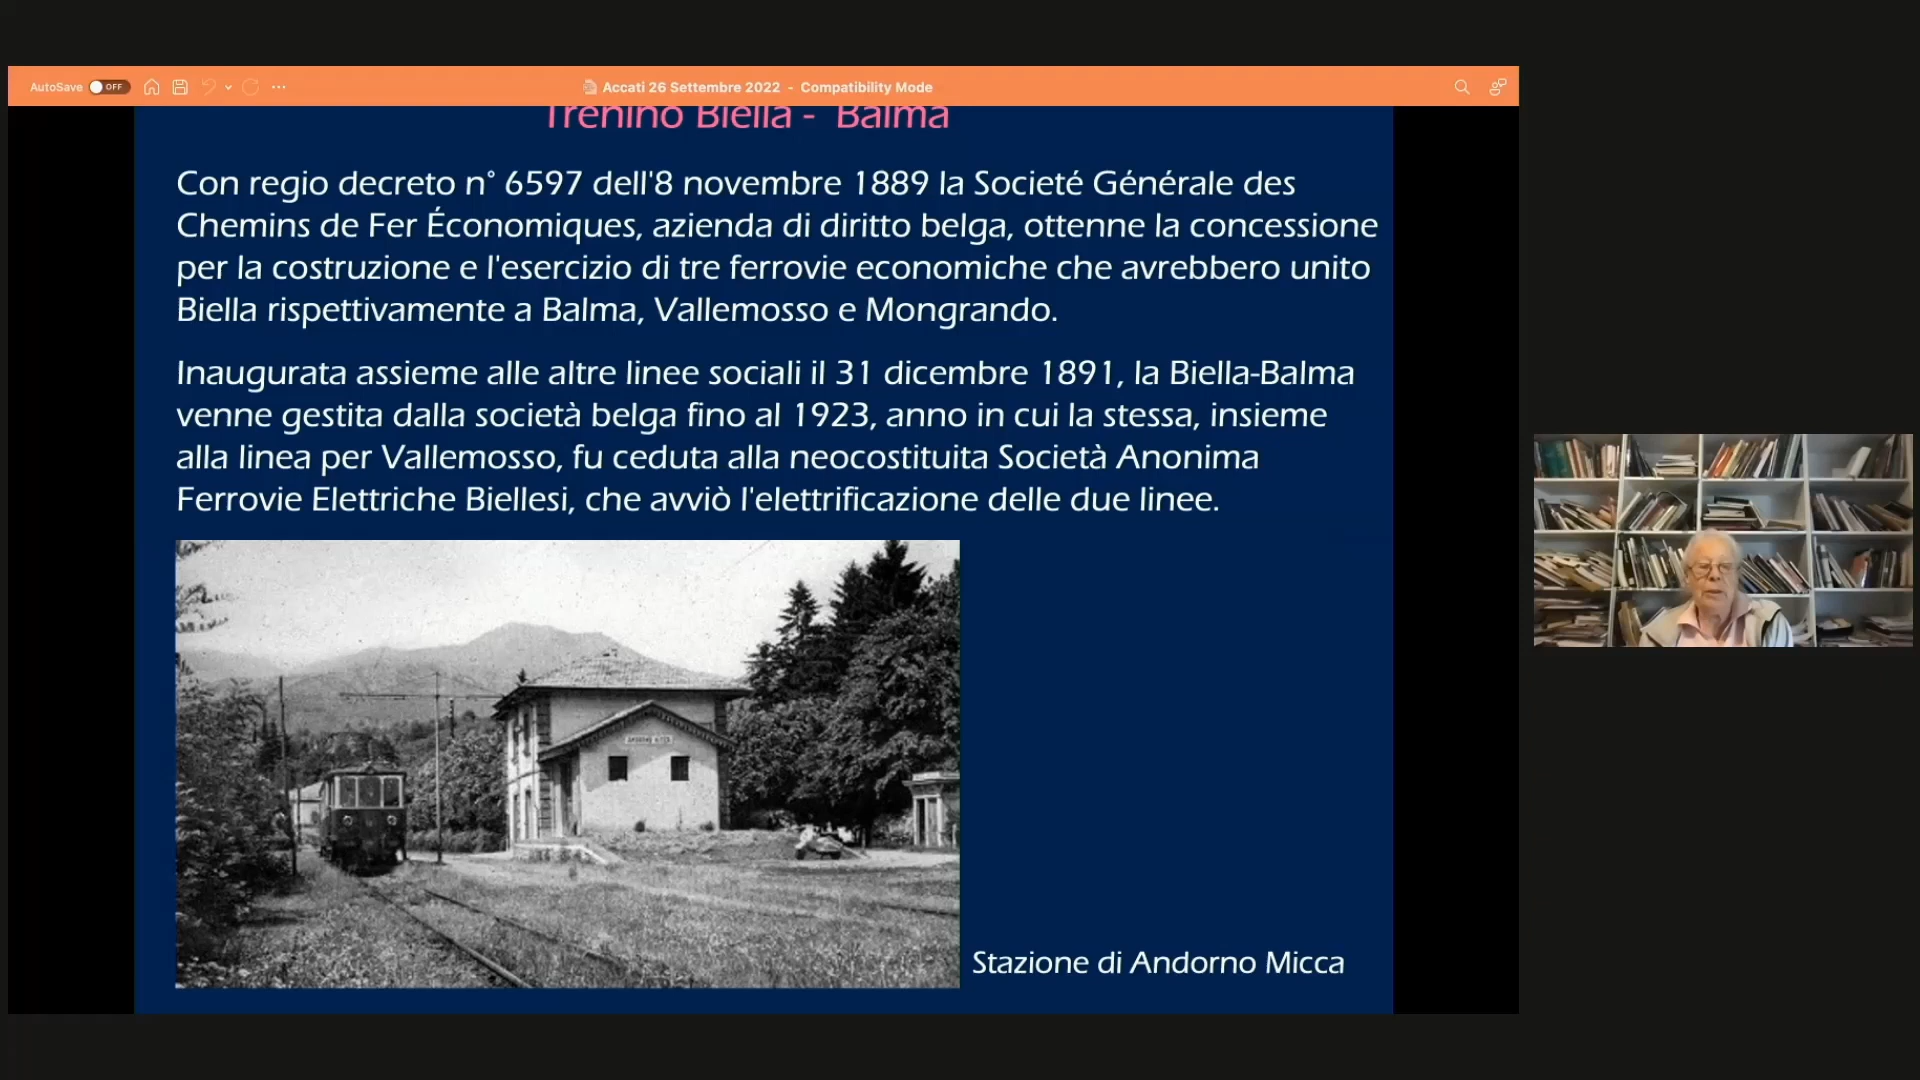 AutoSave OFF
Accati 26 Settembre 2022 - Compatibility Mode
Trenino Biella - Balma
Con regio decreto n° 6597 dell'8 novembre 1889 la Societé Générale des
Chemins de Fer Économiques, azienda di diritto belga, ottenne la concessione
per la costruzione e l'esercizio di tre ferrovie economiche che avrebbero unito
Biella rispettivamente a Balma, Vallemosso e Mongrando.
Inaugurata assieme alle altre linee sociali il 31 dicembre 1891, la Biella-Balma
venne gestita dalla società belga fino al 1923, anno in cui la stessa, insieme
alla linea per Vallemosso, fu ceduta alla neocostituita Società Anonima
Ferrovie Elettriche Biellesi, che avviò l'elettrificazione delle due linee.
Stazione di Andorno Micca